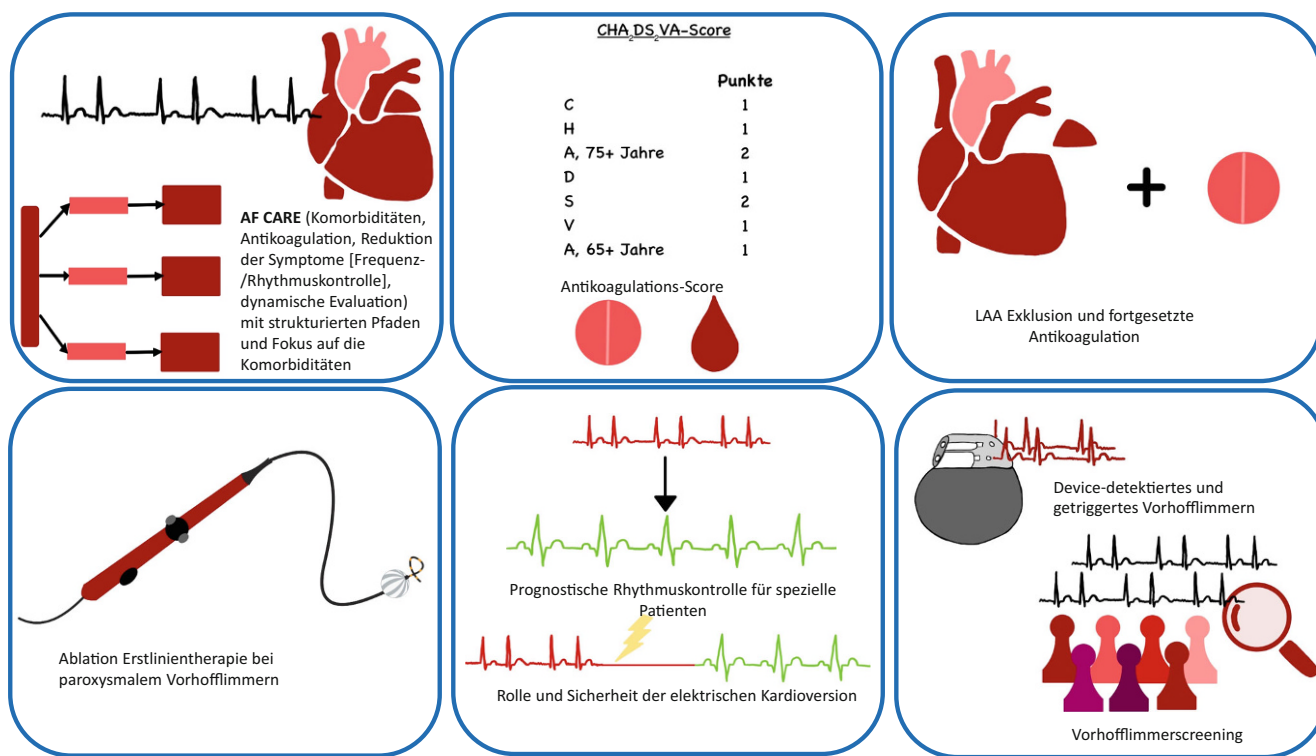 AF CARE (Komorbiditäten,
Antikoagulation, Reduktion
der Symptome [Frequenz-
/Rhythmuskontrolle],
dynamische Evaluation)
mit strukturierten Pfaden
und Fokus auf die
Komorbiditäten
CHA2DS2VA-Score
Punkte
C 1
H 1
A, 75+ Jahre 2
D 1
S 2
V 1
A, 65+ Jahre 1
Antikoagulations-Score
LAA Exklusion und fortgesetzte
Antikoagulation
Ablation Erstlinientherapie bei
paroxysmalem Vorhofflimmern
Prognostische Rhythmuskontrolle für spezielle
Patienten
Rolle und Sicherheit der elektrischen Kardioversion
Device-detektiertes und
getriggertes Vorhofflimmern
Vorhofflimmerscreening